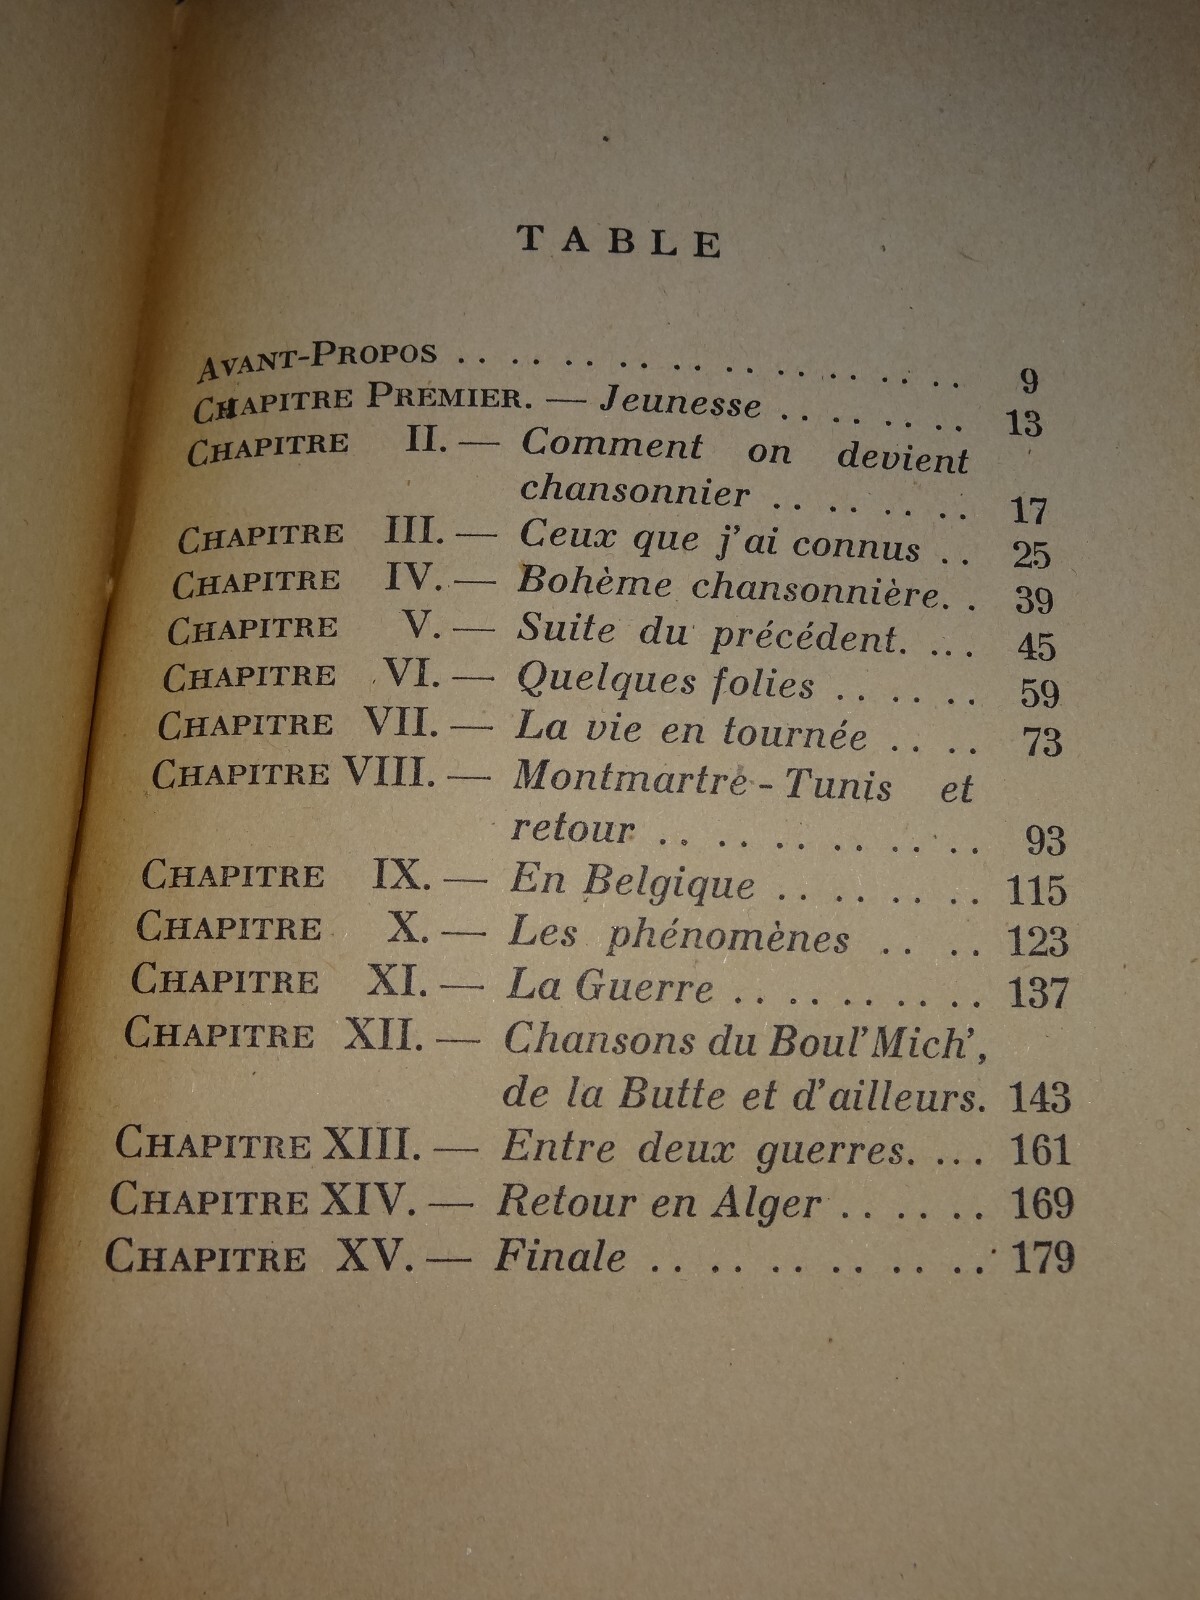 TABLE
AVANT-PROPOS . . . . . . . . . . . . . . . . . . . 9
CHAPITRE PREMIER. — Jeunesse . . . . . . . . 13
CHAPITRE II. — Comment on devient
chansonnier . . . . . . . . 17
CHAPITRE III. — Ceux que j'ai connus . . 25
CHAPITRE IV. — Bohème chansonnière. . 39
CHAPITRE V. — Suite du précédent. ... 45
CHAPITRE VI. — Quelques folies . . . . . . 59
CHAPITRE VII. — La vie en tournée . . . . 73
CHAPITRE VIII. — Montmartre - Tunis et
retour . . . . . . . . . . . . 93
CHAPITRE IX. — En Belgique . . . . . . . . 115
CHAPITRE X. — Les phénomènes . . . . 123
CHAPITRE XI. — La Guerre . . . . . . . . . . 137
CHAPITRE XII. — Chansons du Boul'Mich',
de la Butte et d'ailleurs. 143
CHAPITRE XIII. — Entre deux guerres. ... 161
CHAPITRE XIV. — Retour en Alger . . . . . . 169
CHAPITRE XV. — Finale . . . . . . . . . . . . 179